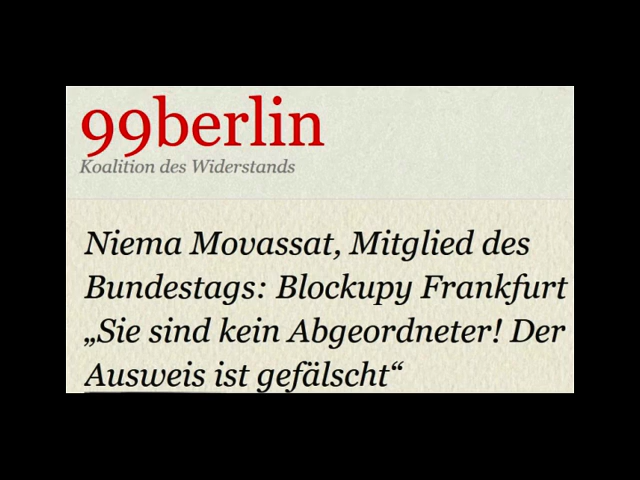 99berlin
Koalition des Widerstands
Niema Movassat, Mitglied des
Bundestags: Blockupy Frankfurt
„Sie sind kein Abgeordneter! Der
Ausweis ist gefälscht“